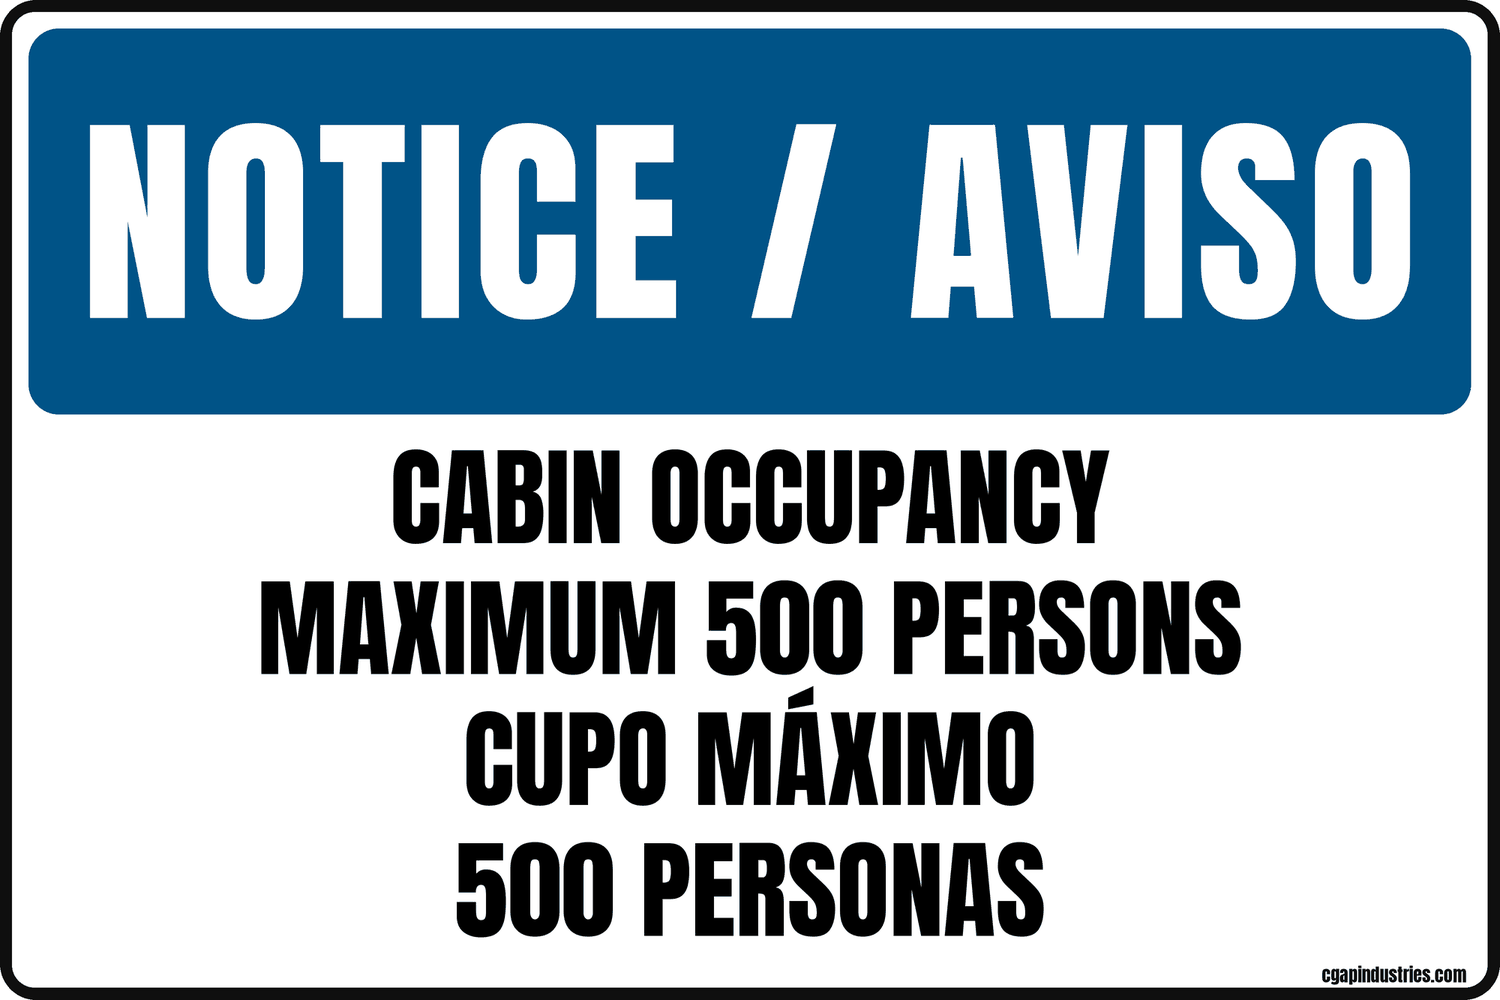 NOTICE / AVISO
CABIN OCCUPANCY
MAXIMUM 500 PERSONS
CUPO MÁXIMO
500 PERSONAS
cgapindustries.com